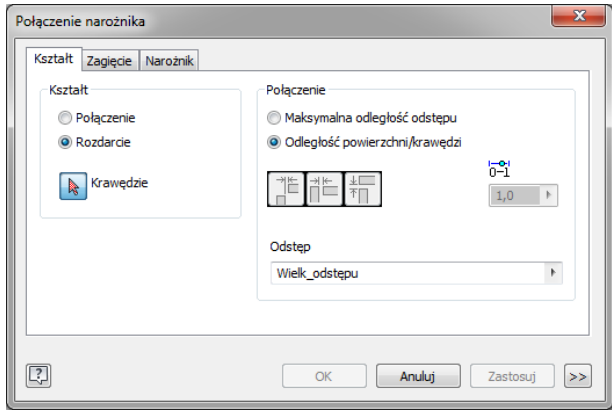 Połączenie narożnika
Kształt Zagięcie Narożnik
Kształt
Połączenie
Rozdarcie
Krawędzie
Połączenie
Maksymalna odległość odstępu
Odległość powierzchni/krawędzi
0-1
1,0
Odstęp
Wielk_odstępu
OK Anuluj Zastosuj >>